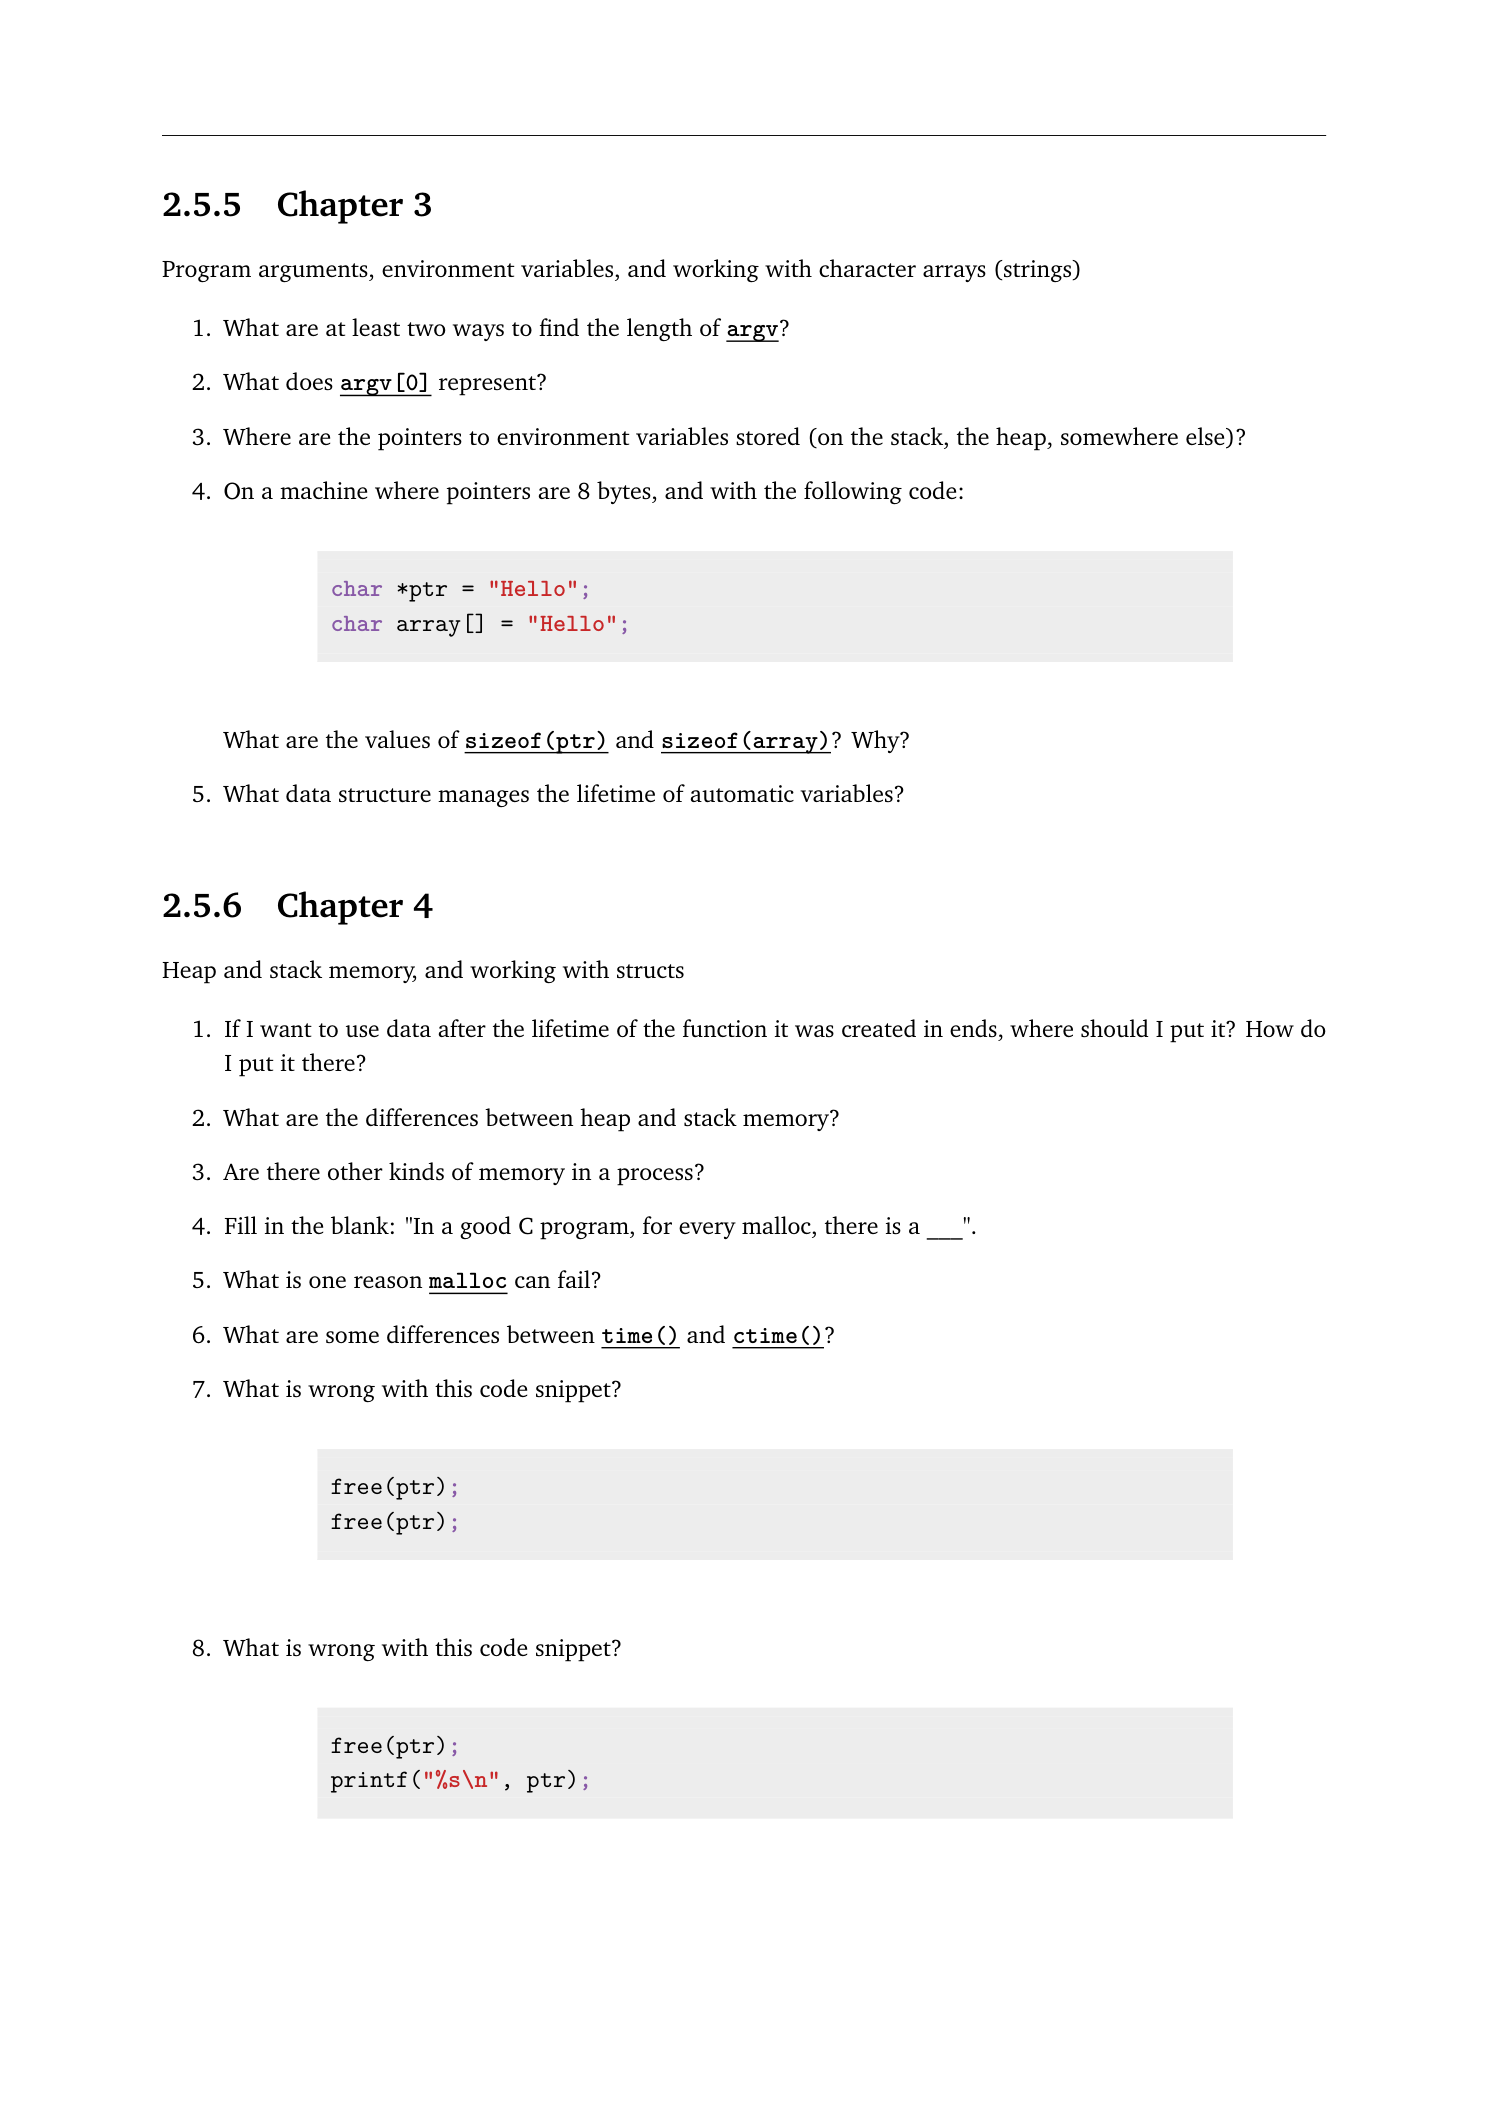 2.5.5 Chapter 3
Program arguments, environment variables, and working with character arrays (strings)
1. What are at least two ways to find the length of argv?
2. What does argv[0] represent?
3. Where are the pointers to environment variables stored (on the stack, the heap, somewhere else)?
4. On a machine where pointers are 8 bytes, and with the following code:
char *ptr = "Hello";
char array[] = "Hello";
What are the values of sizeof(ptr) and sizeof(array)? Why?
5. What data structure manages the lifetime of automatic variables?
2.5.6 Chapter 4
Heap and stack memory, and working with structs
1. If I want to use data after the lifetime of the function it was created in ends, where should I put it? How do
I put it there?
2. What are the differences between heap and stack memory?
3. Are there other kinds of memory in a process?
4. Fill in the blank: "In a good C program, for every malloc, there is a ___".
5. What is one reason malloc can fail?
6. What are some differences between time() and ctime()?
7. What is wrong with this code snippet?
free(ptr);
free(ptr);
8. What is wrong with this code snippet?
free(ptr);
printf("%s\n", ptr);